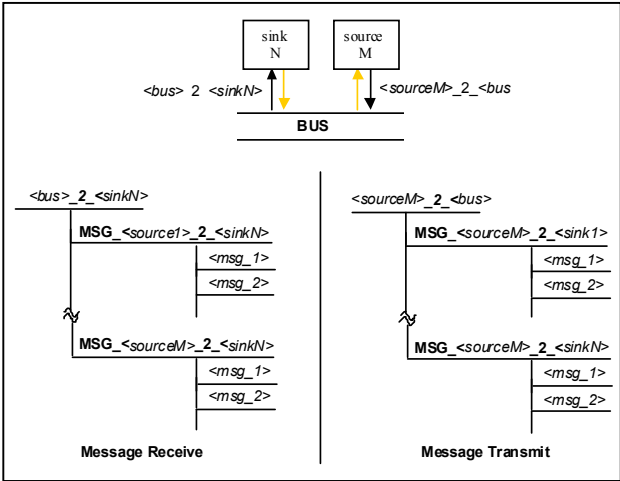 sink
N
source
M
<bus> 2 <sinkN>
<sourceM>_2_<bus
BUS
<bus>_2_<sinkN>
MSG_<source1>_2_<sinkN>
<msg_1>
<msg_2>
MSG_<sourceM>_2_<sinkN>
<msg_1>
<msg_2>
Message Receive
<sourceM>_2_<bus>
MSG_<sourceM>_2_<sink1>
<msg_1>
<msg_2>
MSG_<sourceM>_2_<sinkN>
<msg_1>
<msg_2>
Message Transmit